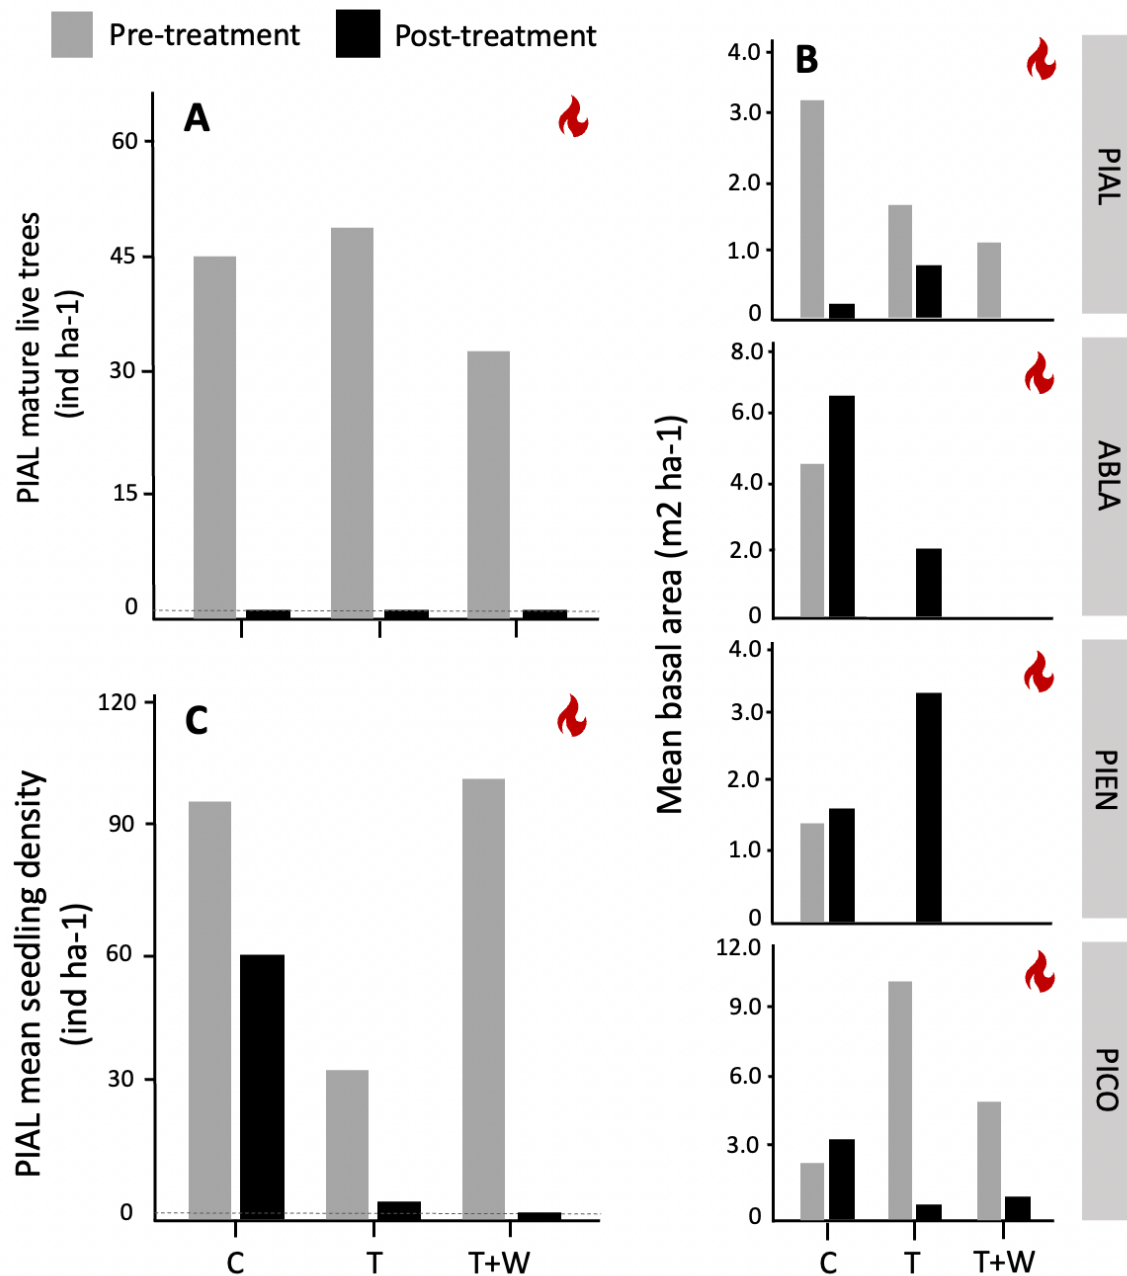 Pre-treatment
Post-treatment
A
PIAL mature live trees
(ind ha-1)
60
45
30
15
0
C
PIAL mean seedling density
(ind ha-1)
120
90
60
30
0
C
T
T+W
B
Mean basal area (m2 ha-1)
4.0
3.0
2.0
1.0
0
PIAL
8.0
6.0
4.0
2.0
0
ABLA
4.0
3.0
2.0
1.0
0
PIEN
12.0
9.0
6.0
3.0
0
PICO
C
T
T+W